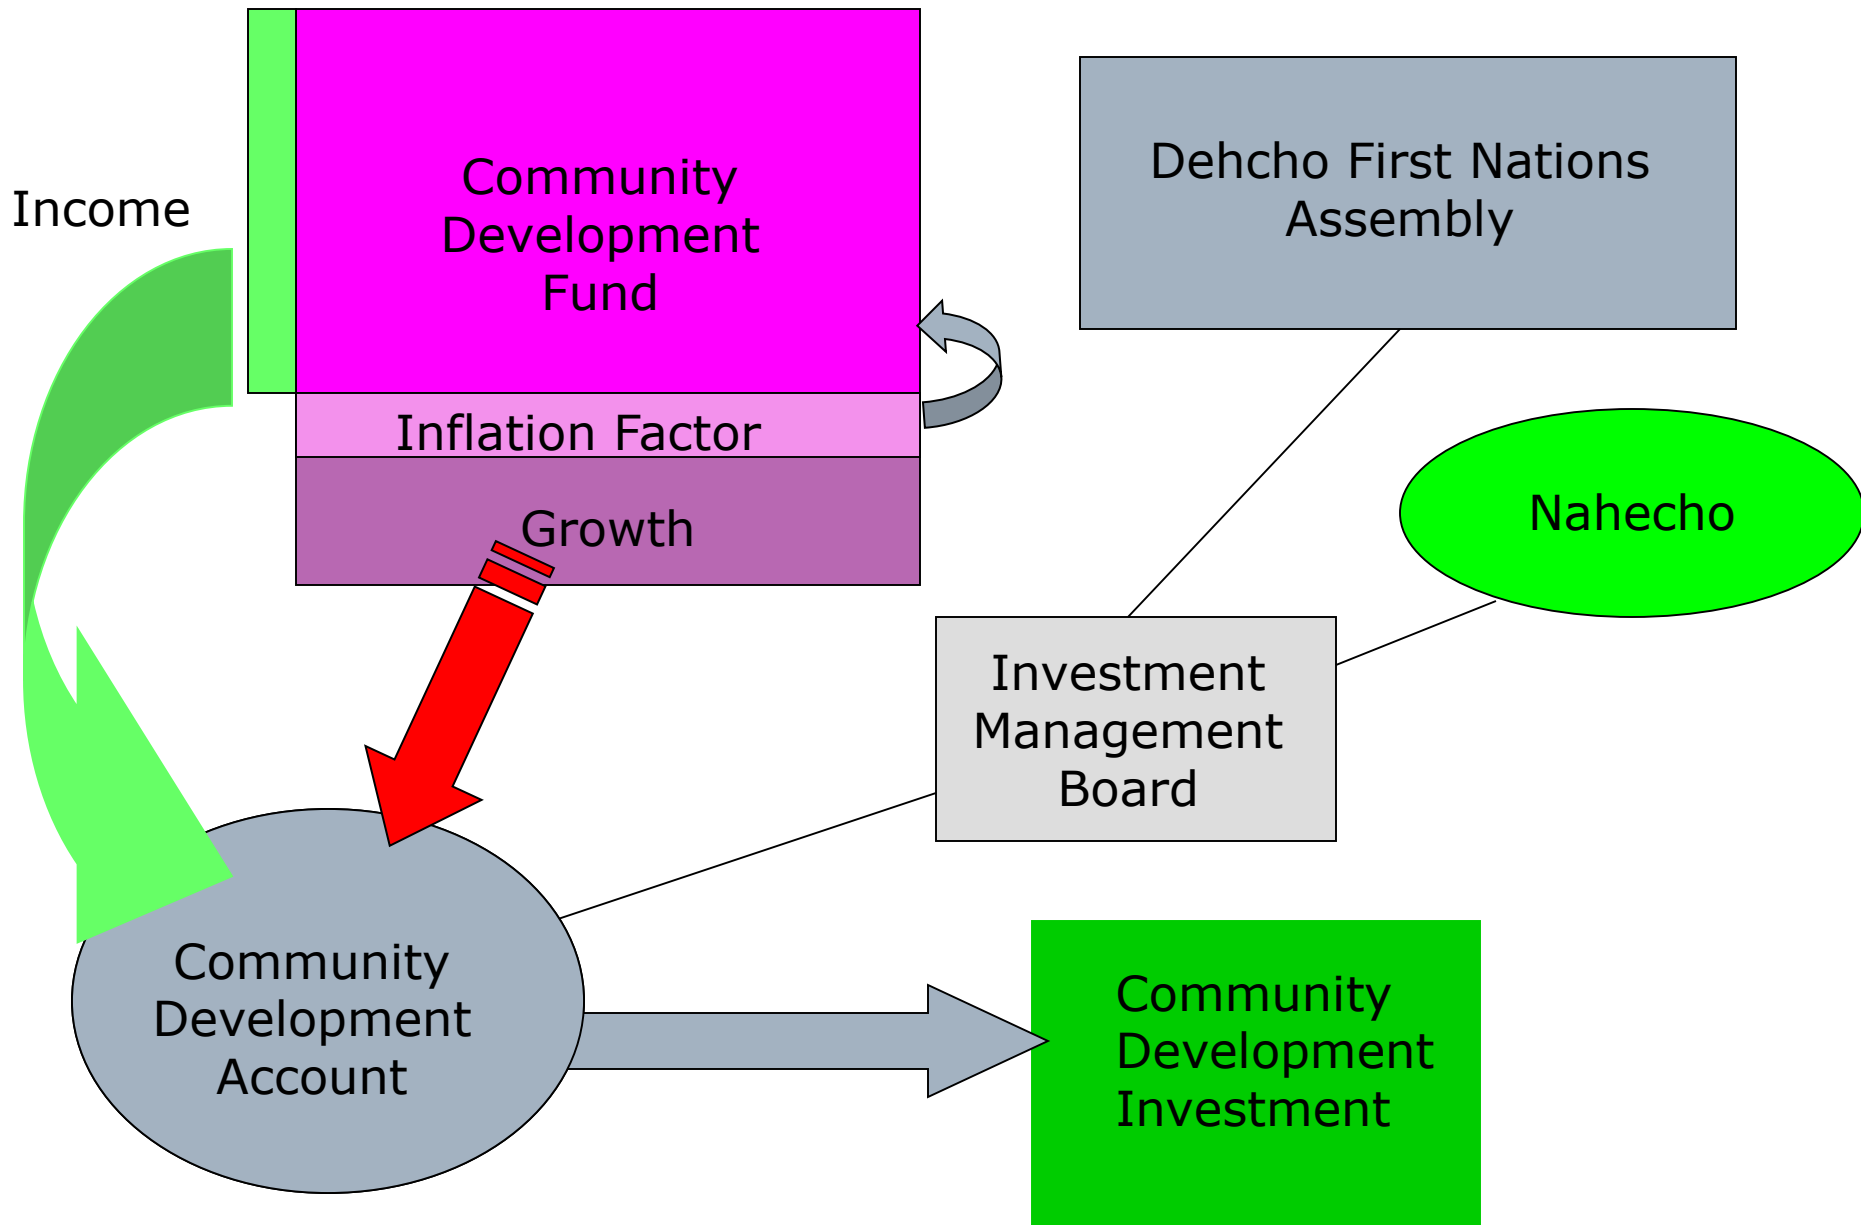 Community
Development
Fund
Dehcho First Nations
Assembly
Income
Inflation Factor
Growth
Nahecho
Investment
Management
Board
Community
Development
Account
Community
Development
Investment